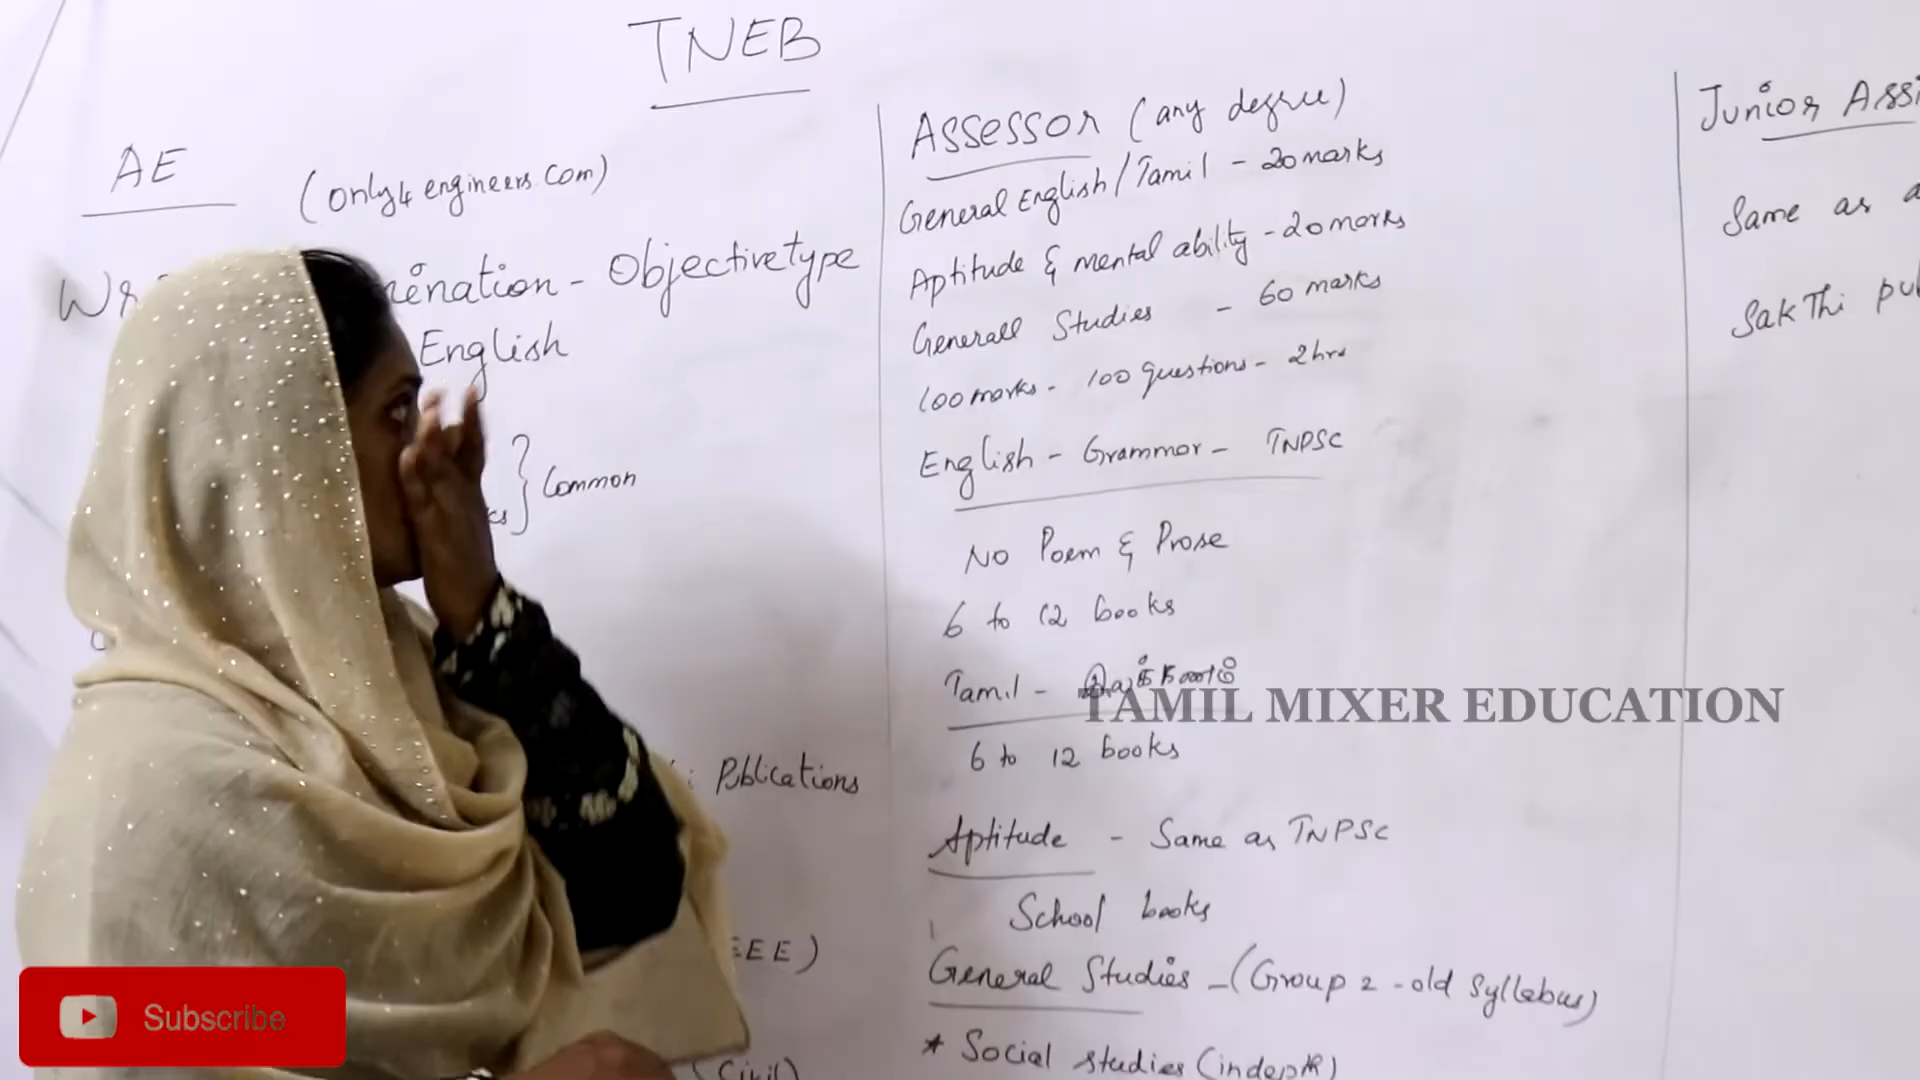 TNEB
AE (only4engineers.com)
Objectivetype
English
Common
Publications
EEE)
(Civil)
Assessor (any degree)
General English/Tamil - 20 marks
Aptitude & mental ability - 20 marks
Generall Studies - 60 marks
100 marks - 100 questions - 2 hrs
English - Grammar - TNPSC
No Poem & Prose
6 to 12 books
Tamil -
6 to 12 books
Aptitude - Same as TNPSC
School books
General Studies - (Group 2 - old Syllabus)
* Social studies (indepth)
Junior Assi
Same as a
Sakthi pu
TAMIL MIXER EDUCATION
Subscribe